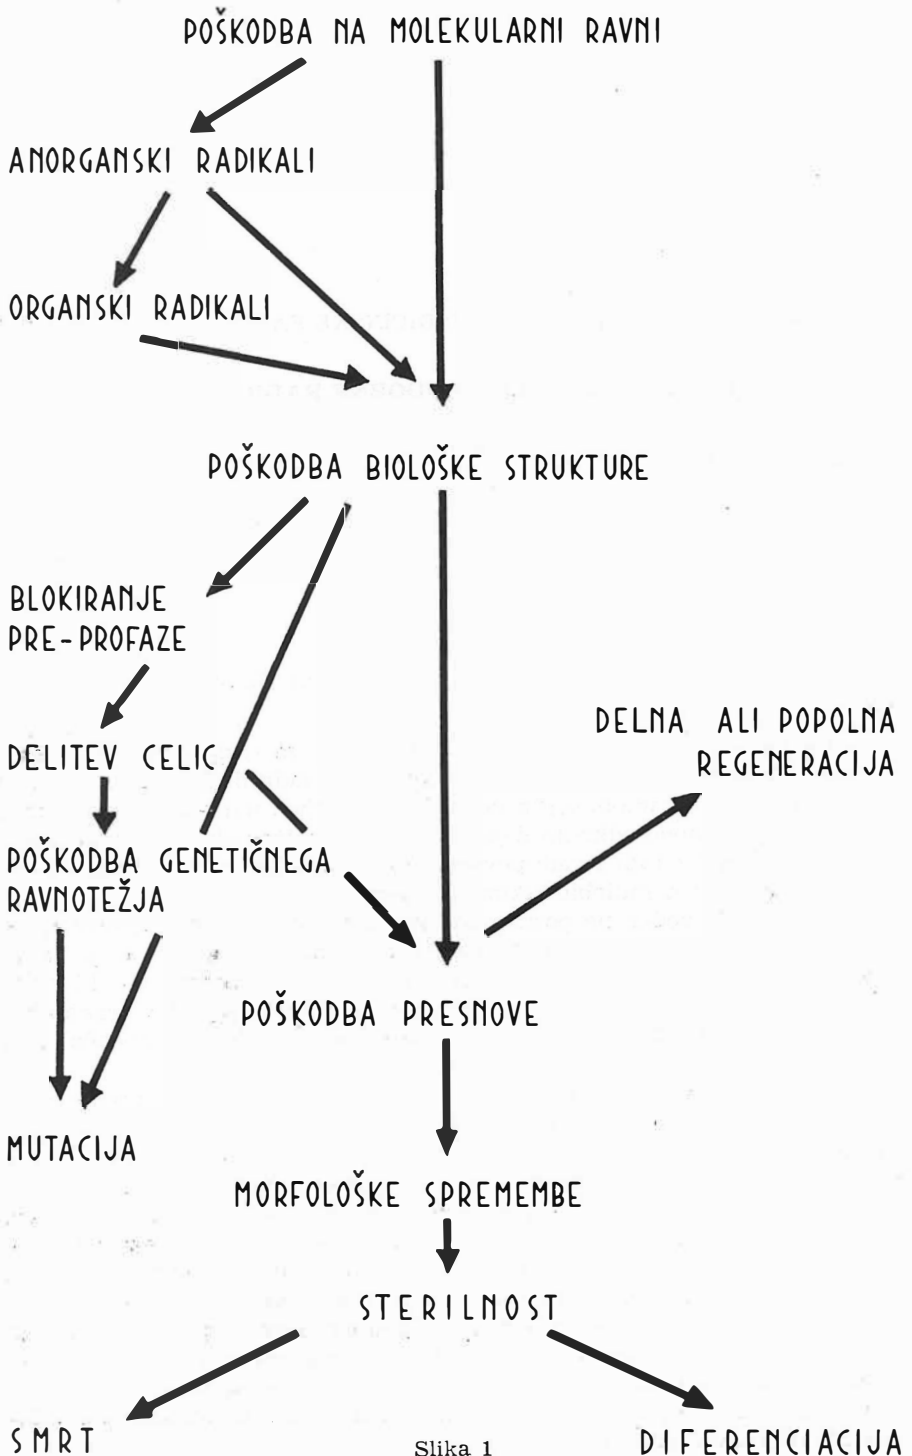 POŠKODBA NA MOLEKULARNI RAVNI
ANORGANSKI RADIKALI
ORGANSKI RADIKALI
POŠKODBA BIOLOŠKE STRUKTURE
BLOKIRANJE
PRE-PROFAZE
DELITEV CELIC
DELNA ALI POPOLNA
REGENERACIJA
POŠKODBA GENETIČNEGA
RAVNOTEŽJA
POŠKODBA PRESNOVE
MUTACIJA
MORFOLOŠKE SPREMEMBE
STERILNOST
SMRT
Slika 1
DIFERENCIACIJA